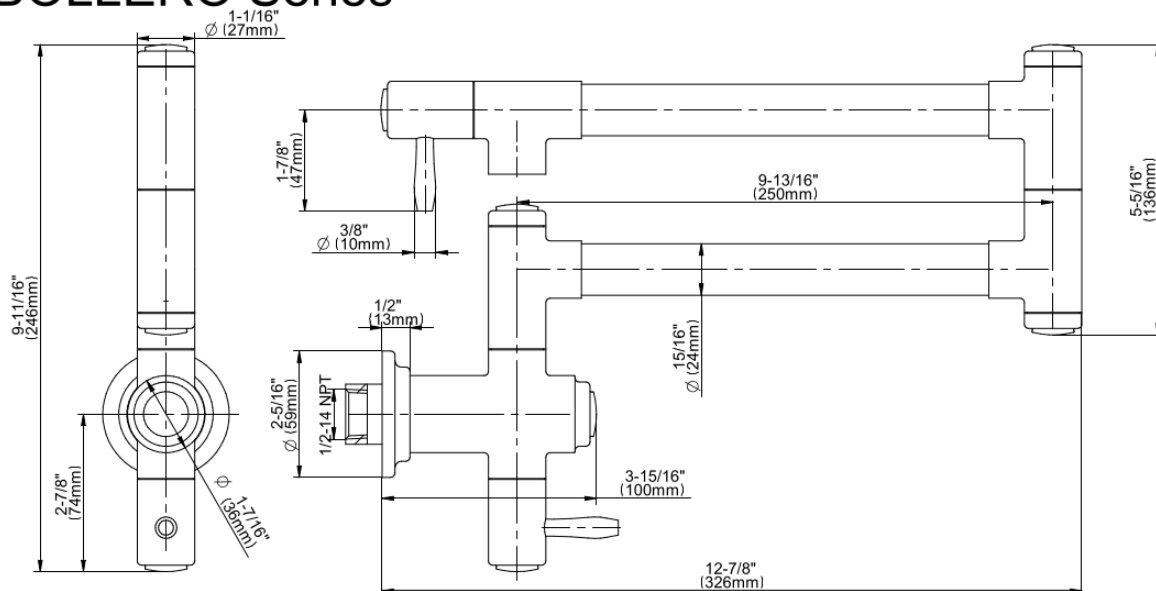 1-1/16"
Ø (27mm)
9-11/16"
(246mm)
2-7/8"
(74mm)
Ø 1-7/16"
(36mm)
1-7/8"
(47mm)
3/8"
Ø (10mm)
9-13/16"
(250mm)
5-5/16"
(136mm)
1/2"
(13mm)
15/16"
Ø (24mm)
2-5/16"
Ø (59mm)
1/2-14 NPT
3-15/16"
(100mm)
12-7/8"
(326mm)